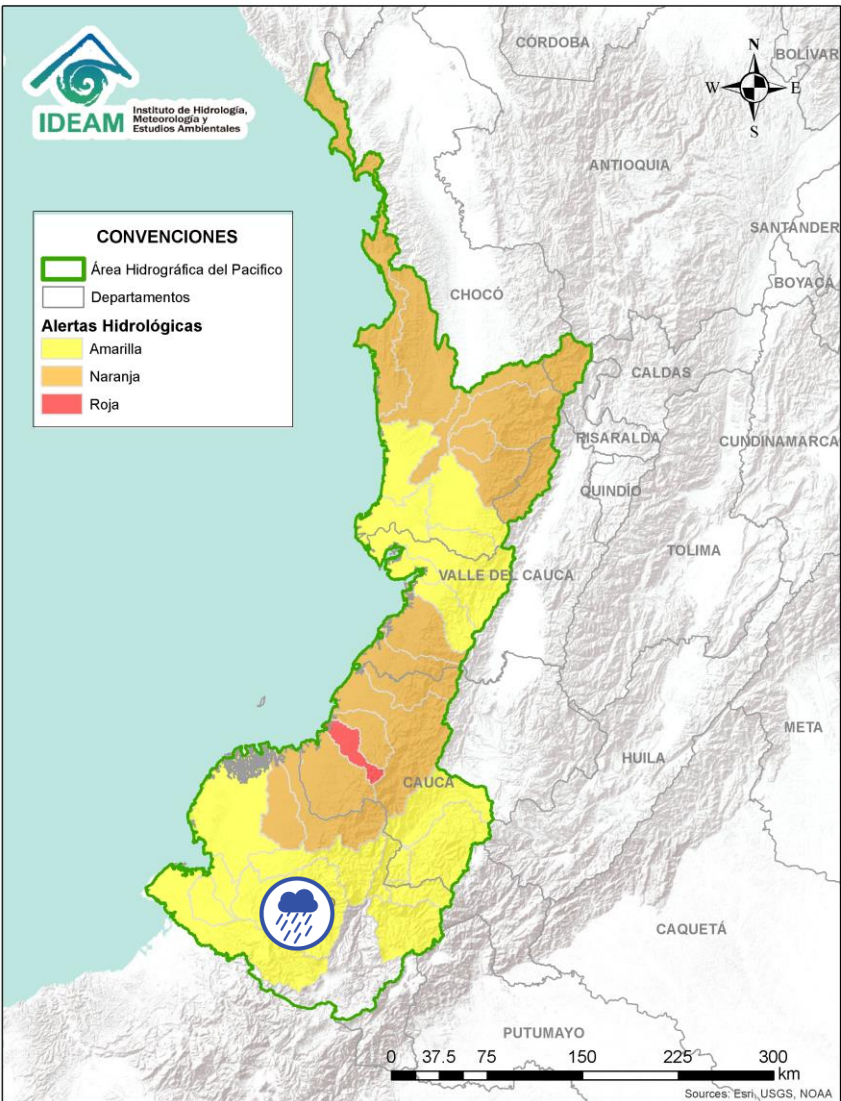 IDEAM
Instituto de Hidrología,
Meteorología y
Estudios Ambientales
N
W
E
S
CÓRDOBA
BOLIVAR
ANTIOQUIA
SANTANDER
BOYACÁ
CHOCÓ
CALDAS
RISARALDA
CUNDINAMARCA
QUINDÍO
TOLIMA
VALLE DEL CAUCA
META
HUILA
CAUCA
CAQUETÁ
PUTUMAYO
CONVENCIONES
Área Hidrográfica del Pacifico
Departamentos
Alertas Hidrológicas
Amarilla
Naranja
Roja
0 37.5 75 150 225 300
km
Sources: Esri, USGS, NOAA